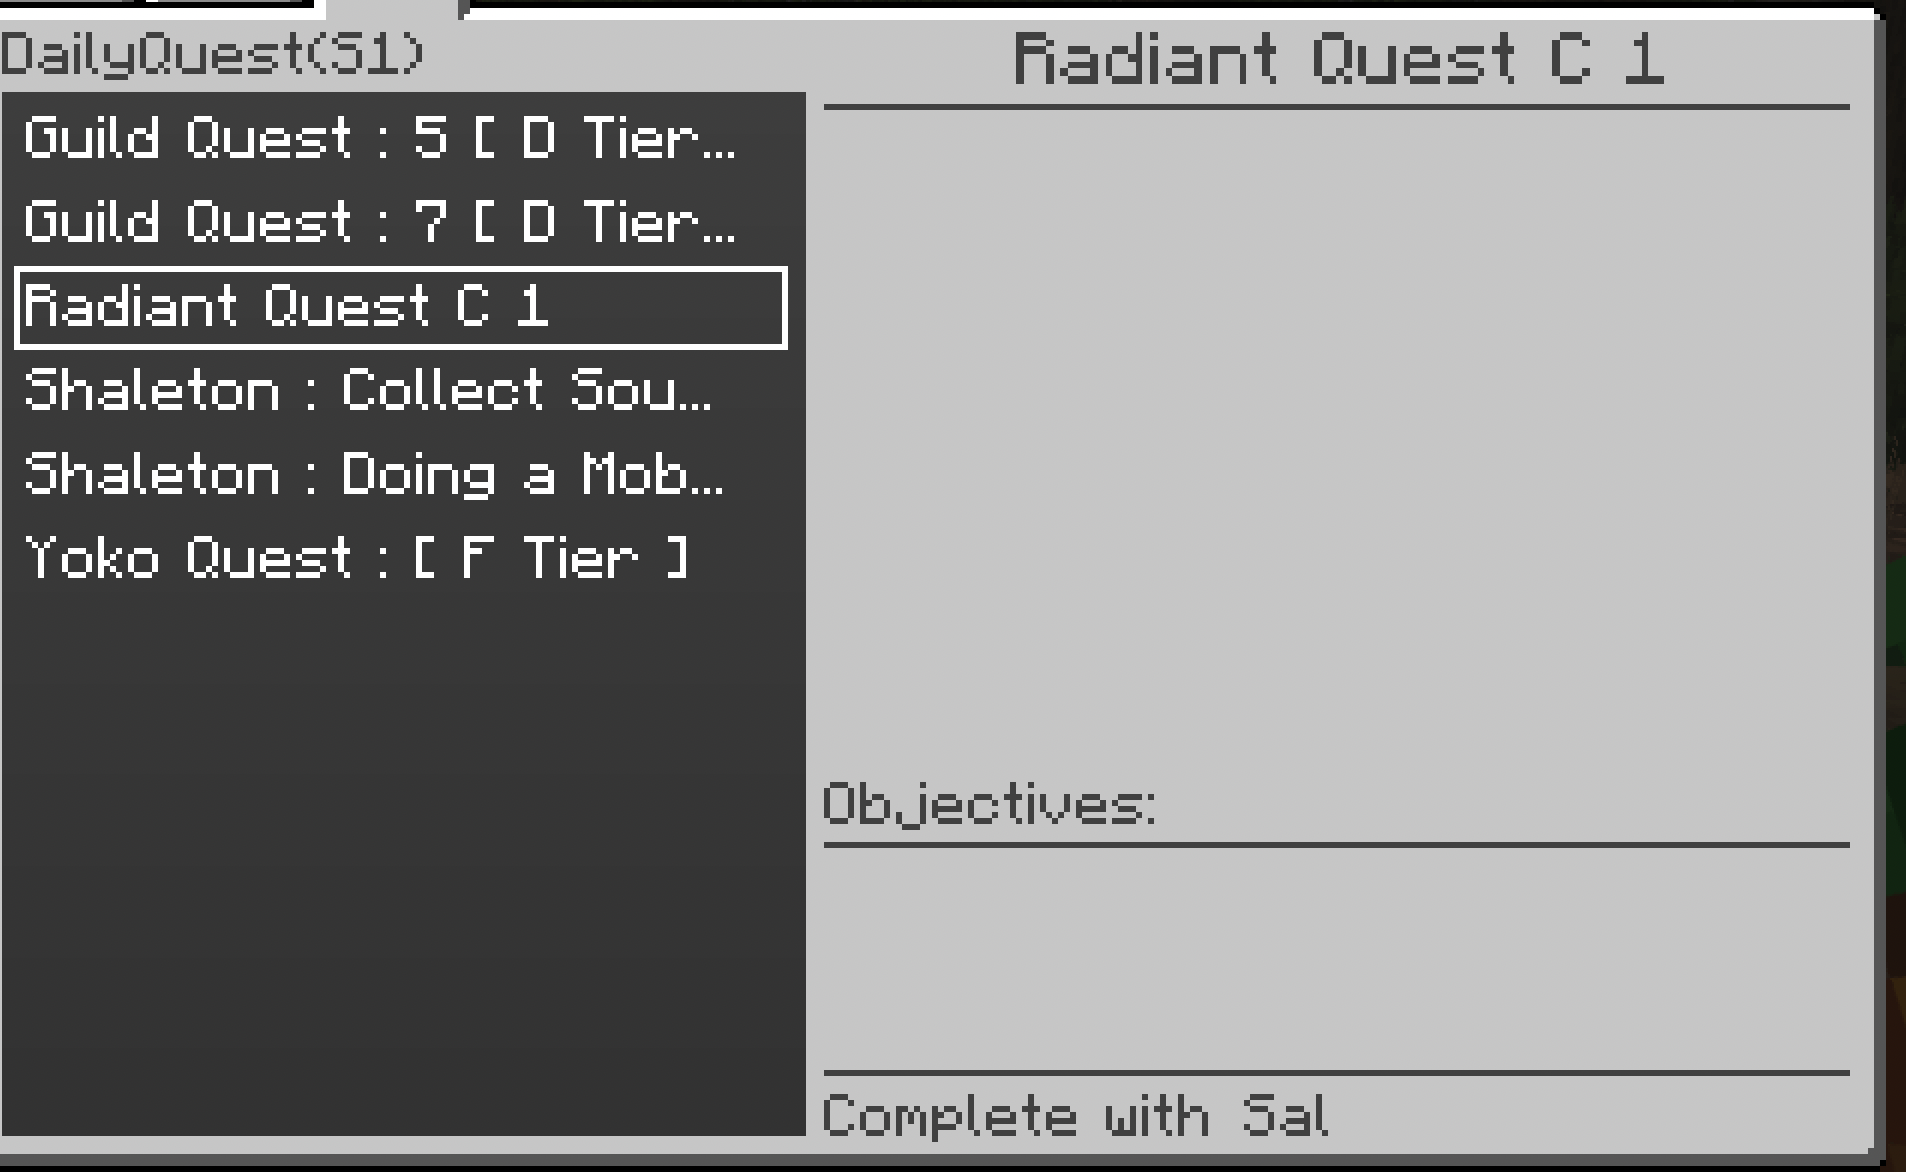 DailyQuest(S1)
Guild Quest : 5 [ D Tier...
Guild Quest : 7 [ D Tier...
Radiant Quest C 1
Shaleton : Collect Sou...
Shaleton : Doing a Mob...
Yoko Quest : [ F Tier ]
Radiant Quest C 1
Objectives:
Complete with Sal